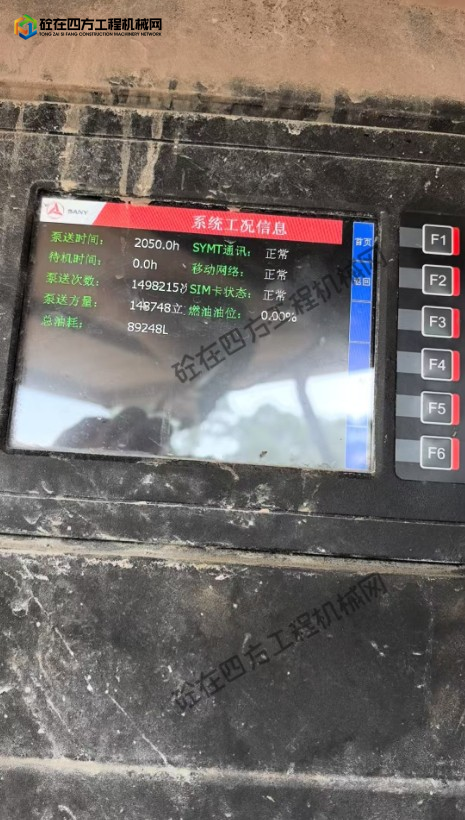 砼在四方工程机械网
TONG ZAI SI FANG CONSTRUCTION MACHINERY NETWORK
SANY
系统工况信息
首页
泵送时间: 2050.0h SYMT通讯: 正常
待机时间: 0.0h 移动网络: 正常
返回
泵送次数: 1498215次 SIM卡状态: 正常
泵送方量: 148748立 燃油油位: 0.00%
总油耗: 89248L
F1
F2
F3
F4
F5
F6
砼在四方工程机械网
砼在四方工程机械网